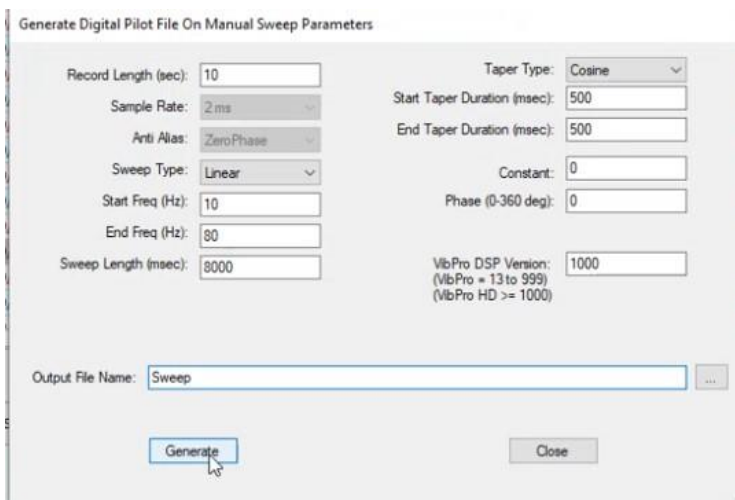 Generate Digital Pilot File On Manual Sweep Parameters
Record Length (sec): 10
Sample Rate: 2 ms
Anti Alias: ZeroPhase
Sweep Type: Linear
Start Freq (Hz): 10
End Freq (Hz): 80
Sweep Length (msec): 8000
Taper Type: Cosine
Start Taper Duration (msec): 500
End Taper Duration (msec): 500
Constant: 0
Phase (0-360 deg): 0
VibPro DSP Version: 1000
(VibPro = 13 to 999)
(VibPro HD >= 1000)
Output File Name: Sweep
...
Generate
Close